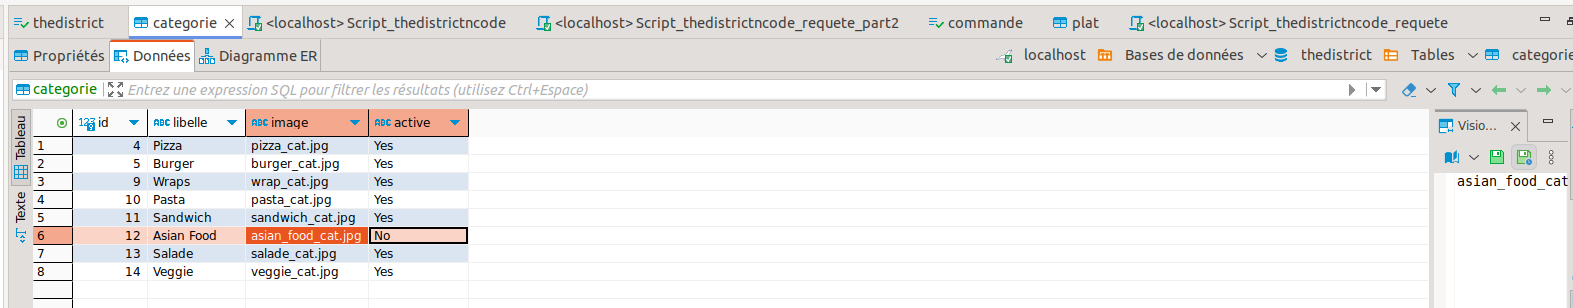 thedistrict categorie <localhost> Script_thedistrictncode <localhost> Script_thedistrictncode_requete_part2 commande plat <localhost> Script_thedistrictncode_requete
Propriétés Données Diagramme ER localhost Bases de données thedistrict Tables categorie
categorie Entrez une expression SQL pour filtrer les résultats (utilisez Ctrl+Espace)
Tableau
Texte
123 id ABC libelle ABC image ABC active
1 4 Pizza pizza_cat.jpg Yes
2 5 Burger burger_cat.jpg Yes
3 9 Wraps wrap_cat.jpg Yes
4 10 Pasta pasta_cat.jpg Yes
5 11 Sandwich sandwich_cat.jpg Yes
6 12 Asian Food asian_food_cat.jpg No
7 13 Salade salade_cat.jpg Yes
8 14 Veggie veggie_cat.jpg Yes
Visio...
asian_food_cat